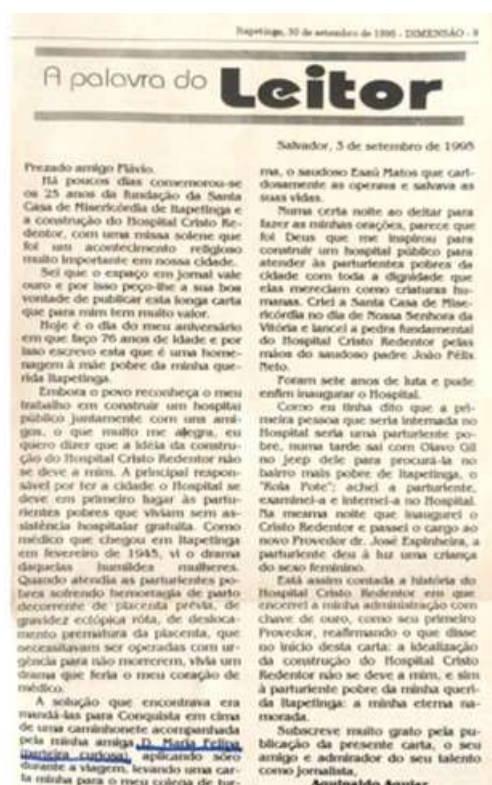 Itapetinga, 30 de setembro de 1995 - DIMENSÃO - 8
A palavra do Leitor
Salvador, 3 de setembro de 1995
Prezado amigo Flávio.
Há poucos dias comemorou-se
os 25 anos da fundação da Santa
Casa de Misericórdia de Itapetinga e
a construção do Hospital Cristo Re-
dentor, com uma missa solene que
foi um acontecimento religioso
muito importante em nossa cidade.
Sei que o espaço em jornal vale
ouro e por isso peço-lhe a sua boa
vontade de publicar esta longa carta
que para mim tem muito valor.
Hoje é o dia do meu aniversário
em que faço 76 anos de idade e por
isso escrevo esta que é uma home-
nagem à mãe pobre da minha que-
rida Itapetinga.
Embora o povo reconheça o meu
trabalho em construir um hospital
público juntamente com uns ami-
gos, o que muito me alegra, eu
quero dizer que a idéia da constru-
ção do Hospital Cristo Redentor não
se deve a mim. A principal respon-
sável por ter a cidade o Hospital se
deve em primeiro lugar às partu-
rientes pobres que viviam sem as-
sistência hospitalar gratuita. Como
médico que chegou em Itapetinga
em fevereiro de 1945, vi o drama
daquelas humildes mulheres.
Quando atendia as parturientes po-
bres sofrendo hemorragia de parto
decorrente de placenta prévia, de
gravidez ectópica rôta, de desloca-
mento prematura da placenta, que
necessitavam ser operadas com ur-
gência para não morrerem, vivia um
drama que feria o meu coração de
médico.
A solução que encontrava era
mandá-las para Conquista em cima
de uma caminhonete acompanhada
pela minha amiga D. Maria Felipa
(parteira curiosa), aplicando sôro
durante a viagem, levando uma car-
ta minha para o meu colega de tur-
ma, o saudoso Esaú Matos que cari-
dosamente as operava e salvava as
suas vidas.
Numa certa noite ao deitar para
fazer as minhas orações, parece que
foi Deus que me inspirou para
construir um hospital público para
atender às parturientes pobres da
cidade com toda a dignidade que
elas mereciam como criaturas hu-
manas. Criei a Santa Casa de Mise-
ricórdia no dia de Nossa Senhora da
Vitória e lancei a pedra fundamental
do Hospital Cristo Redentor pelas
mãos do saudoso padre João Félix
Neto.
Foram sete anos de luta e pude
enfim inaugurar o Hospital.
Como eu tinha dito que a pri-
meira pessoa que seria internada no
Hospital seria uma parturiente po-
bre, numa tarde saí com Olavo Gil
no jeep dele para procurá-la no
bairro mais pobre de Itapetinga, o
"Rola Pote"; achei a parturiente,
examinei-a e internei-a no Hospital.
Na mesma noite que inaugurei o
Cristo Redentor e passei o cargo ao
novo Provedor dr. José Espinheira, a
parturiente deu à luz uma criança
do sexo feminino.
Está assim contada a história do
Hospital Cristo Redentor em que
encerrei a minha administração com
chave de ouro, como seu primeiro
Provedor, reafirmando o que disse
no início desta carta: a idealização
da construção do Hospital Cristo
Redentor não se deve a mim, e sim
à parturiente pobre da minha queri-
da Itapetinga: a minha eterna na-
morada.
Subscreve muito grato pela pu-
blicação da presente carta, o seu
amigo e admirador do seu talento
como jornalista,
Aguinaldo Aguiar